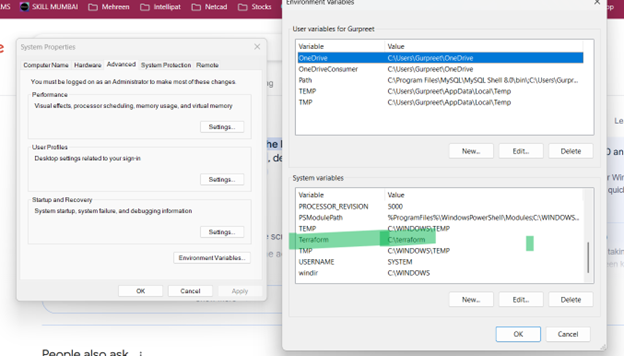 AMS SKILL MUMBAI Mehreem Intellipat Netcad Stocks
System Properties
Computer Name Hardware Advanced System Protection Remote
You must be logged on as an Administrator to make most of these changes.
Performance
Visual effects, processor scheduling, memory usage, and virtual memory
Settings...
User Profiles
Desktop settings related to your sign-in
Settings...
Startup and Recovery
System startup, system failure, and debugging information
Settings...
Environment Variables...
OK Cancel Apply
Environment Variables
User variables for Gurpreet
Variable Value
OneDrive C:\Users\Gurpreet\OneDrive
OneDriveConsumer C:\Users\Gurpreet\OneDrive
Path C:\Program Files\MySQL\MySQL Shell 8.0\bin\;C:\Users\Gurpr...
TEMP C:\Users\Gurpreet\AppData\Local\Temp
TMP C:\Users\Gurpreet\AppData\Local\Temp
New... Edit... Delete
System variables
Variable Value
PROCESSOR_REVISION 5000
PSModulePath %ProgramFiles%\WindowsPowerShell\Modules;C:\WINDOWS...
TEMP C:\WINDOWS\TEMP
Terraform C:\terraform
TMP C:\WINDOWS\TEMP
USERNAME SYSTEM
windir C:\WINDOWS
New... Edit... Delete
OK Cancel
People also ask